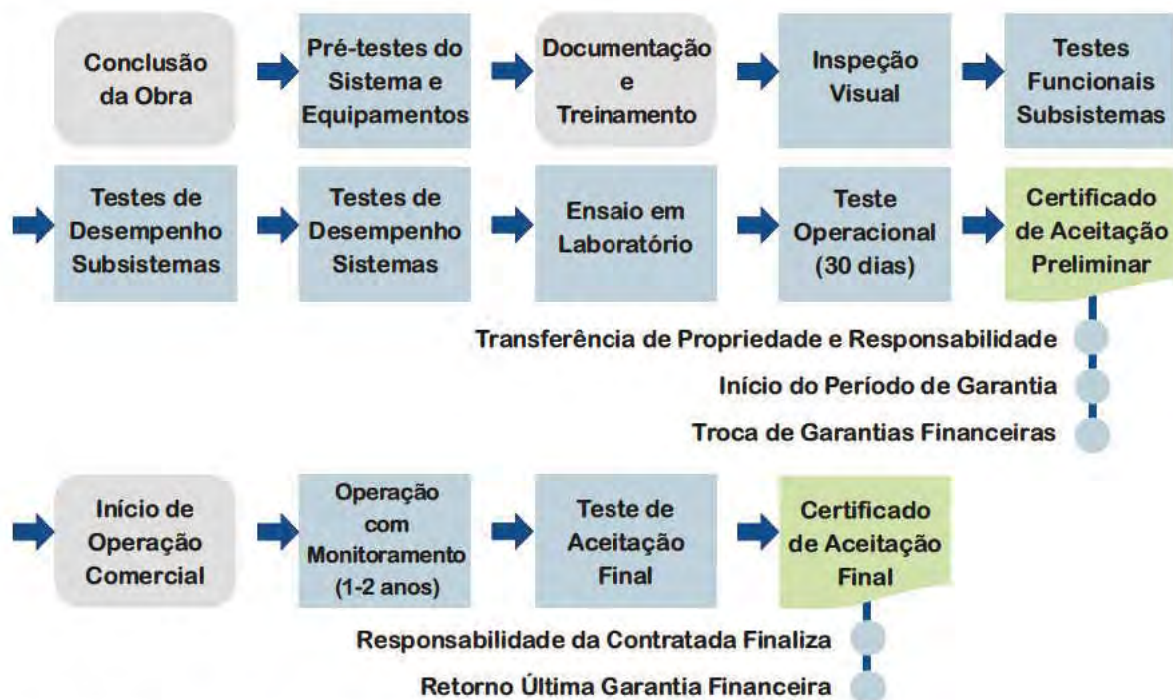 Conclusão
da Obra
Pré-testes do
Sistema e
Equipamentos
Documentação
e
Treinamento
Inspeção
Visual
Testes
Funcionais
Subsistemas
Testes de
Desempenho
Subsistemas
Testes de
Desempenho
Sistemas
Ensaio em
Laboratório
Teste
Operacional
(30 dias)
Certificado
de Aceitação
Preliminar
Transferência de Propriedade e Responsabilidade
Início do Período de Garantia
Troca de Garantias Financeiras
Início de
Operação
Comercial
Operação
com
Monitoramento
(1-2 anos)
Teste de
Aceitação
Final
Certificado
de Aceitação
Final
Responsabilidade da Contratada Finaliza
Retorno Última Garantia Financeira